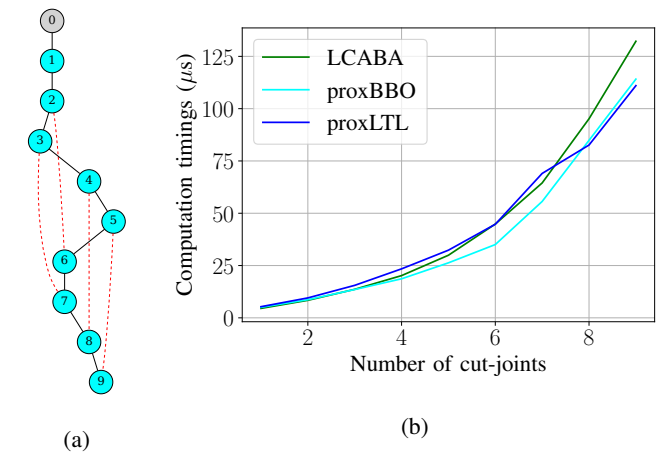 0
1
2
3
4
5
6
7
8
9
(a)
Computation timings (μs)
125
100
75
50
25
0
LCABA
proxBBO
proxLTL
2 4 6 8
Number of cut-joints
(b)